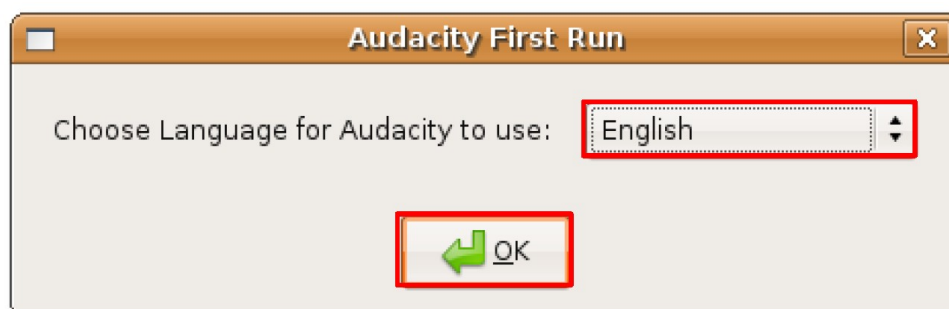 Audacity First Run
Choose Language for Audacity to use: English
OK